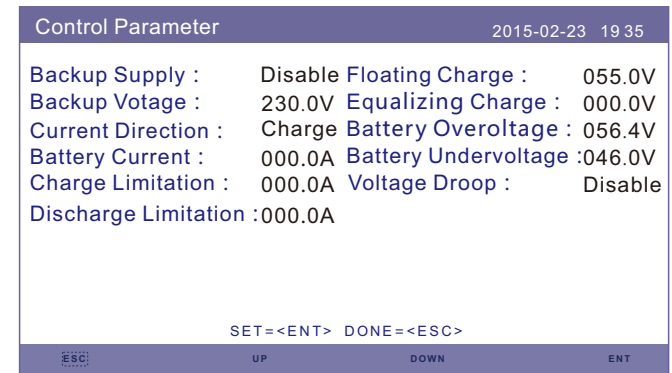 Control Parameter 2015-02-23 19 35
Backup Supply : Disable Floating Charge : 055.0V
Backup Votage : 230.0V Equalizing Charge : 000.0V
Current Direction : Charge Battery Overoltage : 056.4V
Battery Current : 000.0A Battery Undervoltage : 046.0V
Charge Limitation : 000.0A Voltage Droop : Disable
Discharge Limitation : 000.0A
SET=<ENT> DONE=<ESC>
ESC UP DOWN ENT